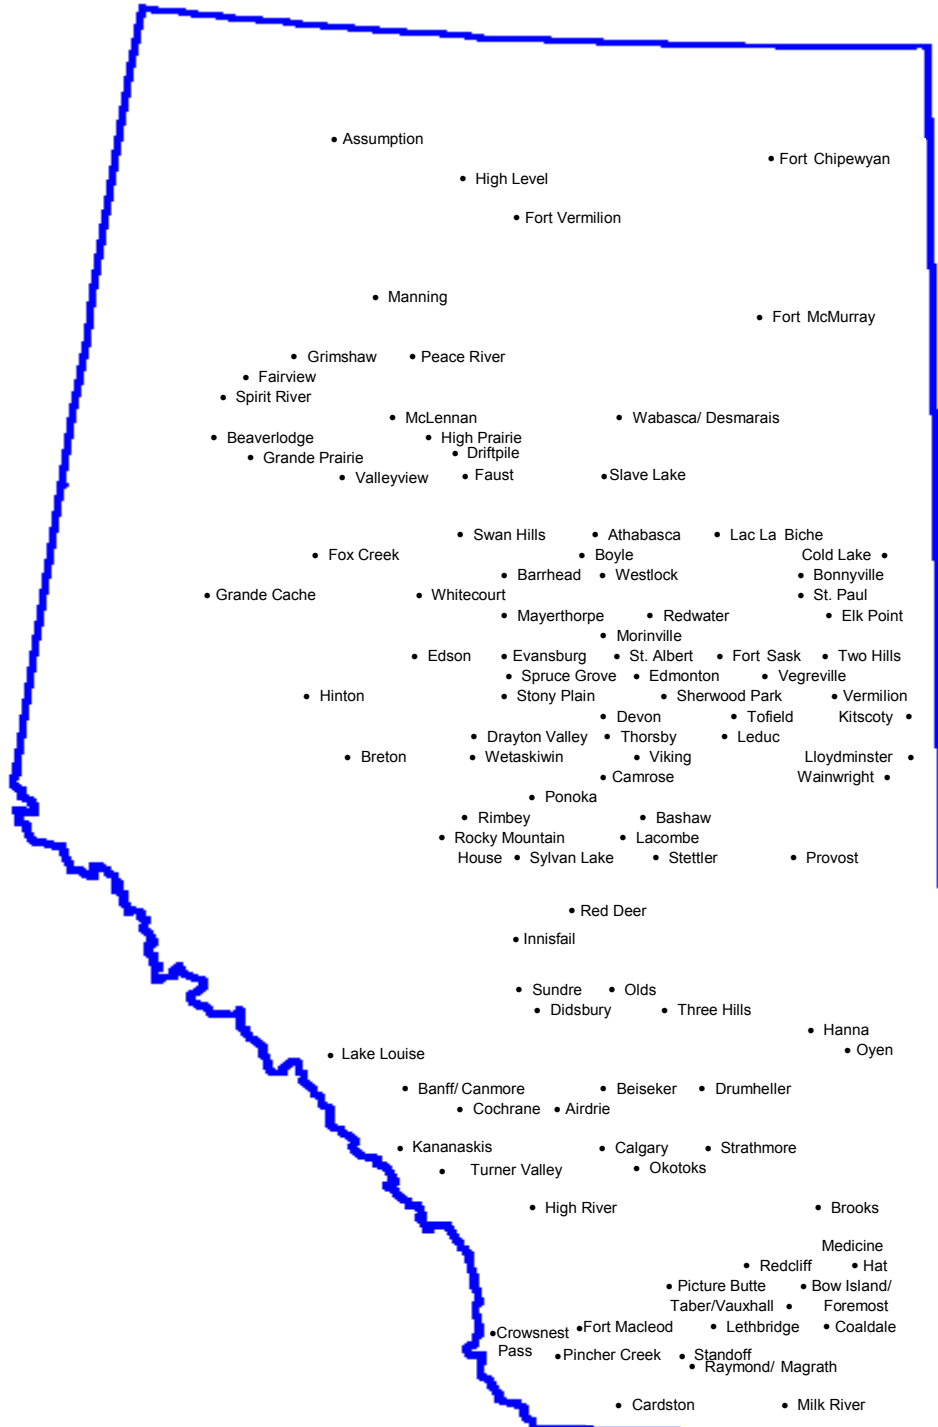 Assumption
Fort Chipewyan
High Level
Fort Vermilion
Manning
Fort McMurray
Grimshaw
Peace River
Fairview
Spirit River
McLennan
Wabasca/ Desmarais
Beaverlodge
High Prairie
Driftpile
Grande Prairie
Valleyview
Faust
Slave Lake
Swan Hills
Athabasca
Lac La Biche
Fox Creek
Boyle
Cold Lake
Barrhead
Westlock
Bonnyville
Grande Cache
Whitecourt
St. Paul
Mayerthorpe
Redwater
Elk Point
Morinville
Edson
Evansburg
St. Albert
Fort Sask
Two Hills
Spruce Grove
Edmonton
Vegreville
Hinton
Stony Plain
Sherwood Park
Vermilion
Devon
Tofield
Kitscoty
Drayton Valley
Thorsby
Leduc
Breton
Wetaskiwin
Viking
Lloydminster
Camrose
Wainwright
Ponoka
Rimbey
Bashaw
Rocky Mountain
House
Lacombe
Sylvan Lake
Stettler
Provost
Red Deer
Innisfail
Sundre
Olds
Didsbury
Three Hills
Hanna
Oyen
Lake Louise
Banff/ Canmore
Beiseker
Drumheller
Cochrane
Airdrie
Kananaskis
Calgary
Strathmore
Turner Valley
Okotoks
High River
Brooks
Medicine
Hat
Redcliff
Picture Butte
Bow Island/
Foremost
Taber/Vauxhall
Crowsnest
Pass
Fort Macleod
Lethbridge
Coaldale
Pincher Creek
Standoff
Raymond/ Magrath
Cardston
Milk River